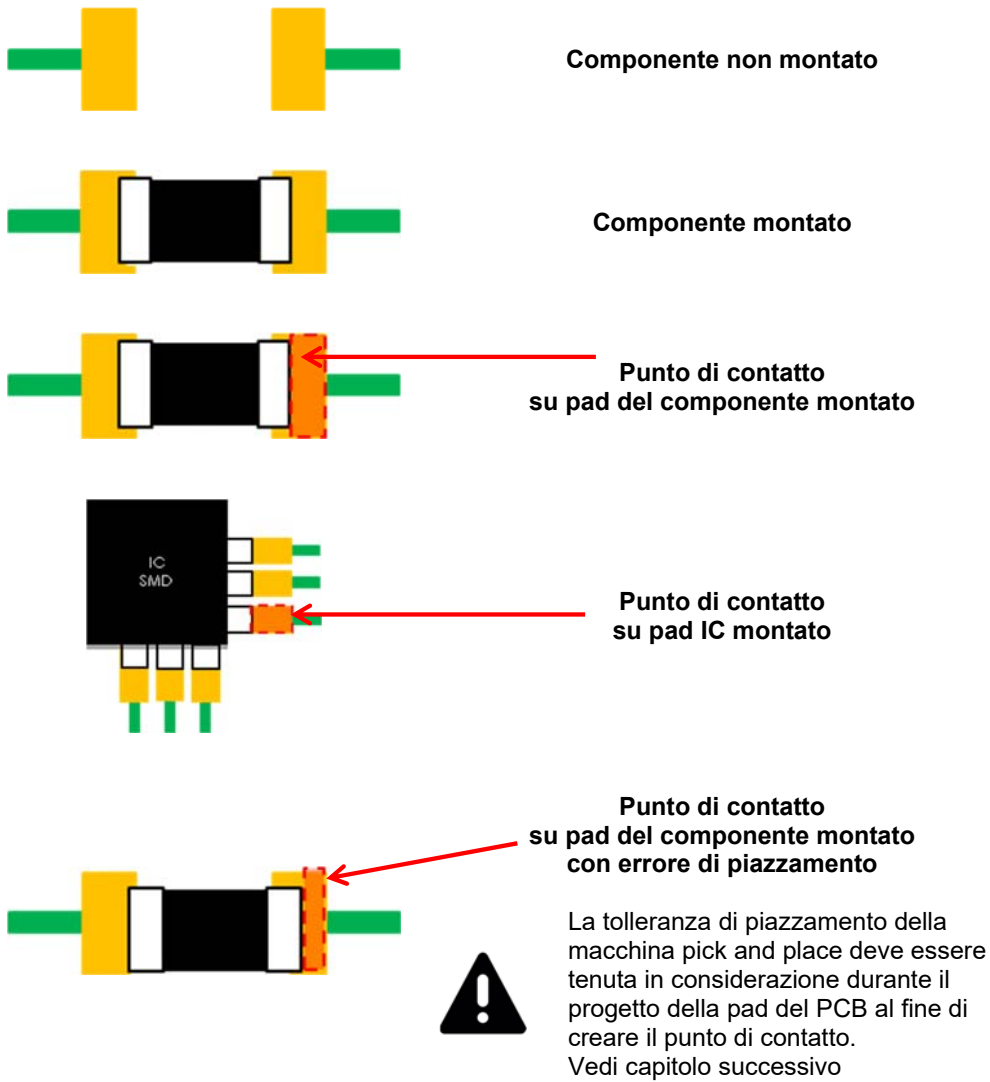 Componente non montato
Componente montato
Punto di contatto
su pad del componente montato
IC
SMD
Punto di contatto
su pad IC montato
Punto di contatto
su pad del componente montato
con errore di piazzamento
La tolleranza di piazzamento della
macchina pick and place deve essere
tenuta in considerazione durante il
progetto della pad del PCB al fine di
creare il punto di contatto.
Vedi capitolo successivo